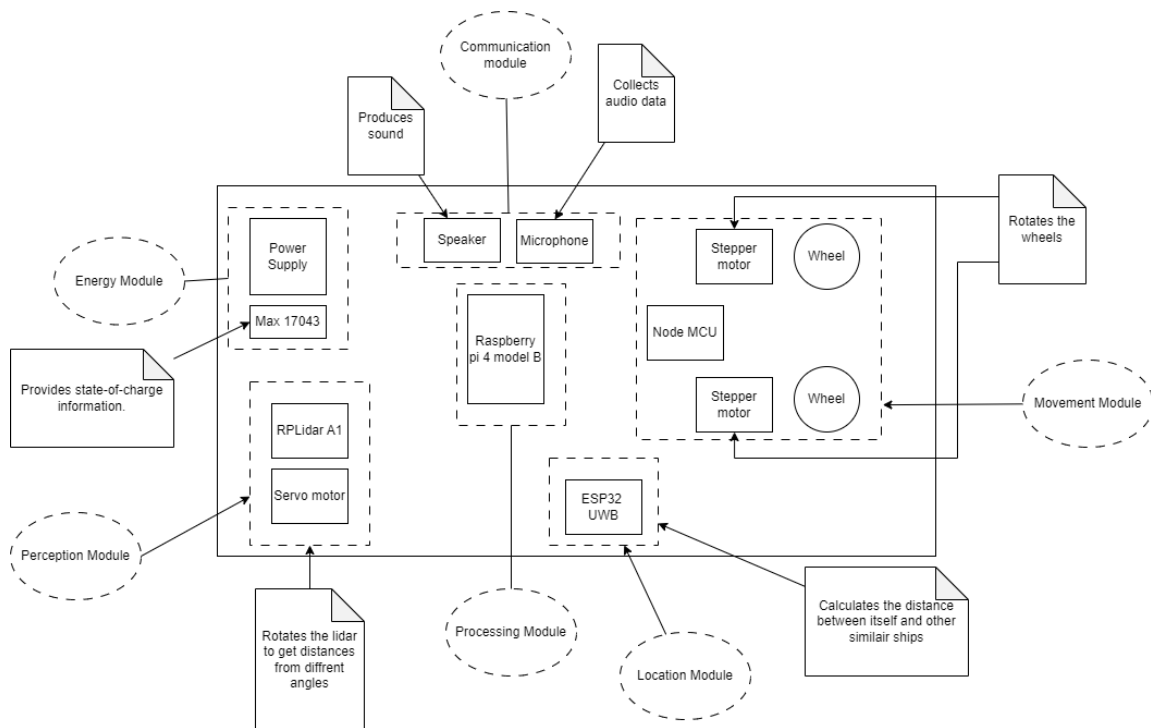 Communication
module
Produces
sound
Collects
audio data
Rotates the
wheels
Energy Module
Power
Supply
Max 17043
Speaker
Microphone
Stepper
motor
Wheel
Node MCU
Raspberry
pi 4 model B
Stepper
motor
Wheel
Movement Module
Provides state-of-charge
information.
RPLidar A1
Servo motor
ESP32
UWB
Perception Module
Rotates the lidar
to get distances
from diffrent
angles
Processing Module
Location Module
Calculates the distance
between itself and other
similair ships